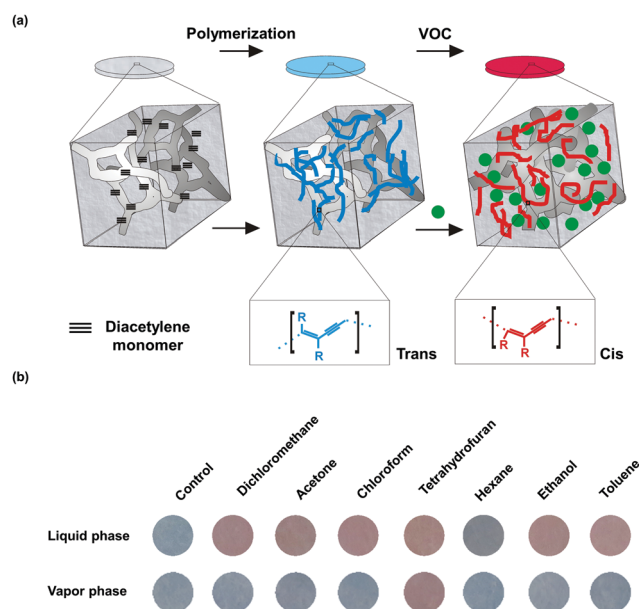 (a)
Polymerization
VOC
Diacetylene
monomer
R
R
Trans
R
R
Cis
(b)
Control
Dichloromethane
Acetone
Chloroform
Tetrahydrofuran
Hexane
Ethanol
Toluene
Liquid phase
Vapor phase